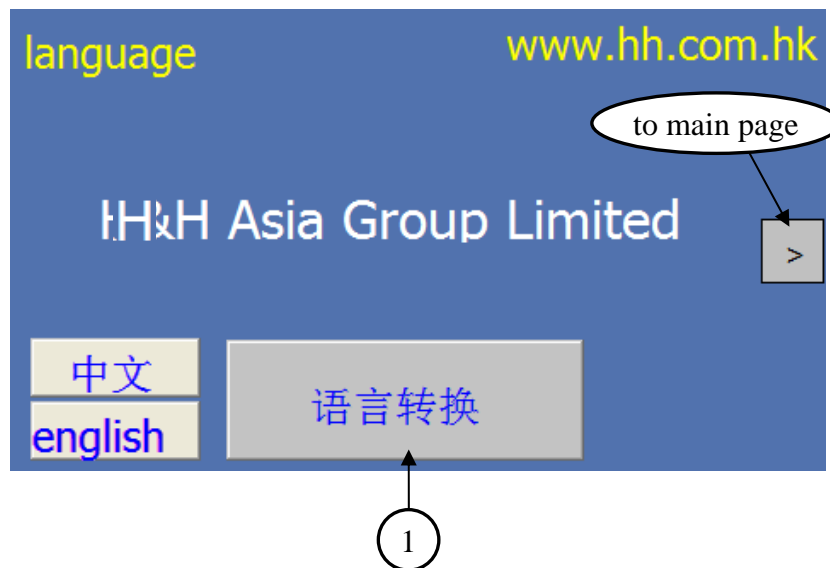 language
www.hh.com.hk
to main page
H&H Asia Group Limited
>
中文
语言转换
english
1